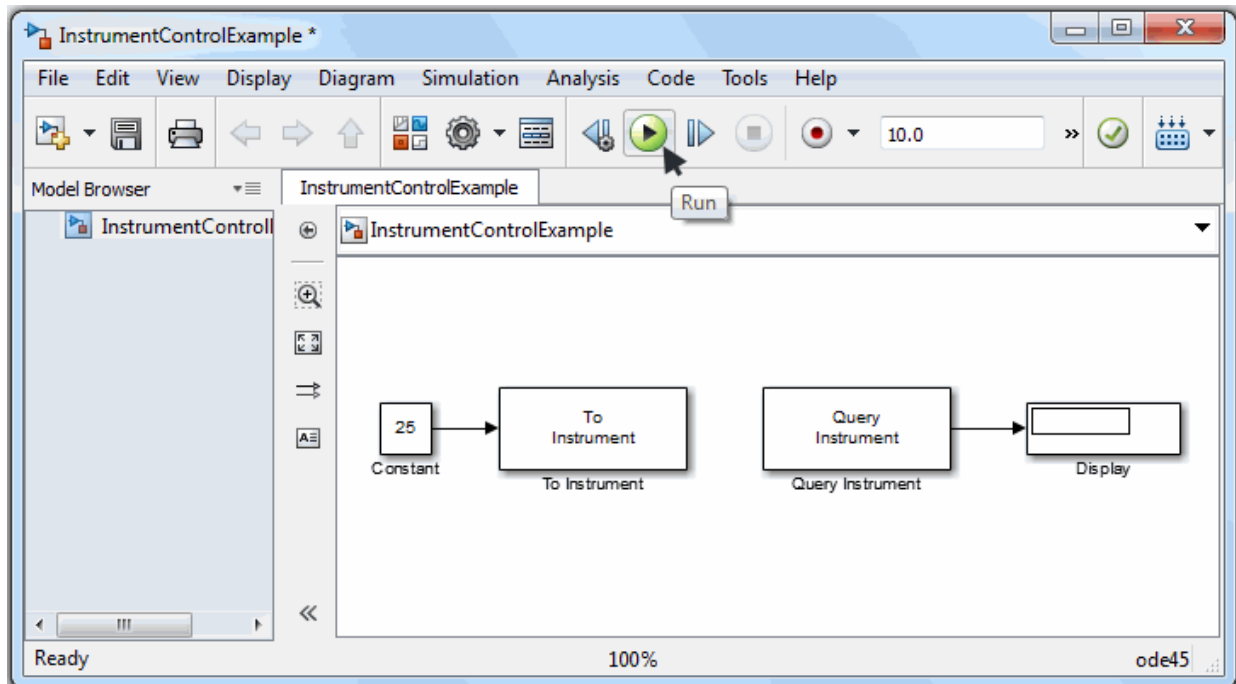 InstrumentControlExample *
File Edit View Display Diagram Simulation Analysis Code Tools Help
10.0
»
Model Browser
InstrumentControlExample
Run
InstrumentControll
InstrumentControlExample
25
Constant
To
Instrument
To Instrument
Query
Instrument
Query Instrument
Display
Ready 100% ode45